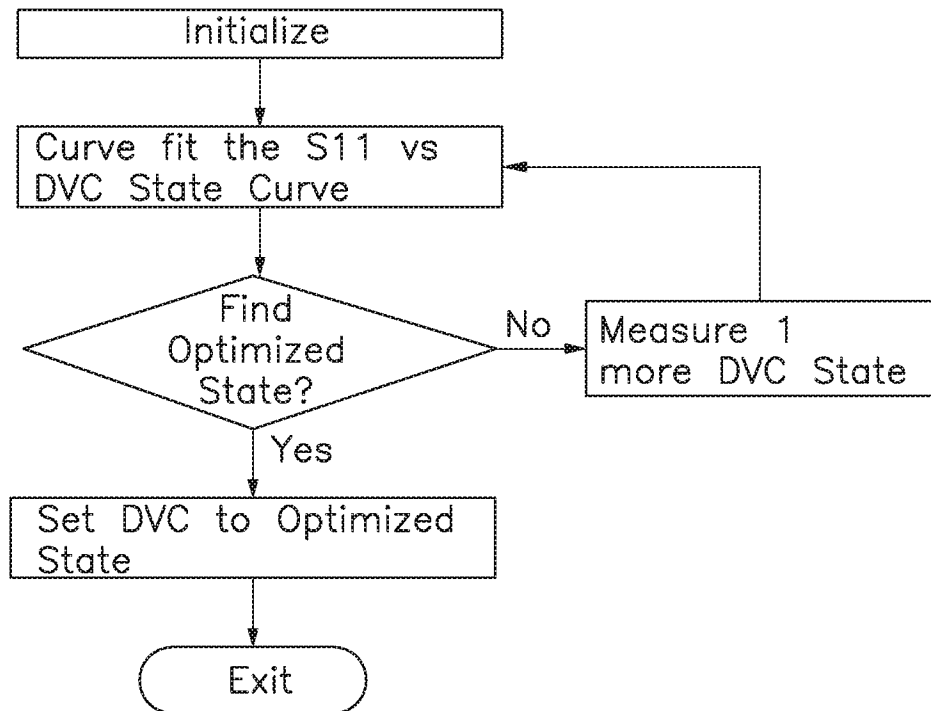 Initialize
Curve fit the S11 vs
DVC State Curve
Find
Optimized
State?
No
Measure 1
more DVC State
Yes
Set DVC to Optimized
State
Exit